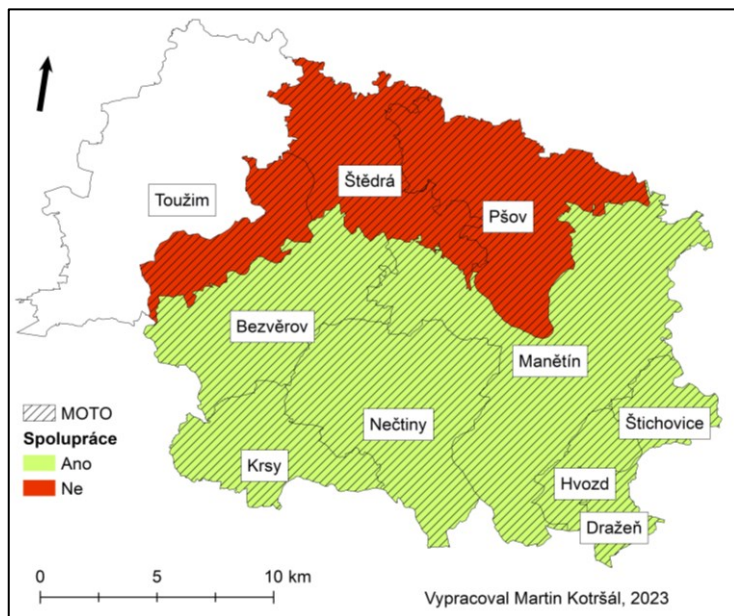 Toužim
Štědrá
Pšov
Bezvěrov
Manětín
Nečtiny
Štichovice
Krsy
Hvozd
Dražeň
MOTO
Spolupráce
Ano
Ne
0 5 10 km
Vypracoval Martin Kotršál, 2023